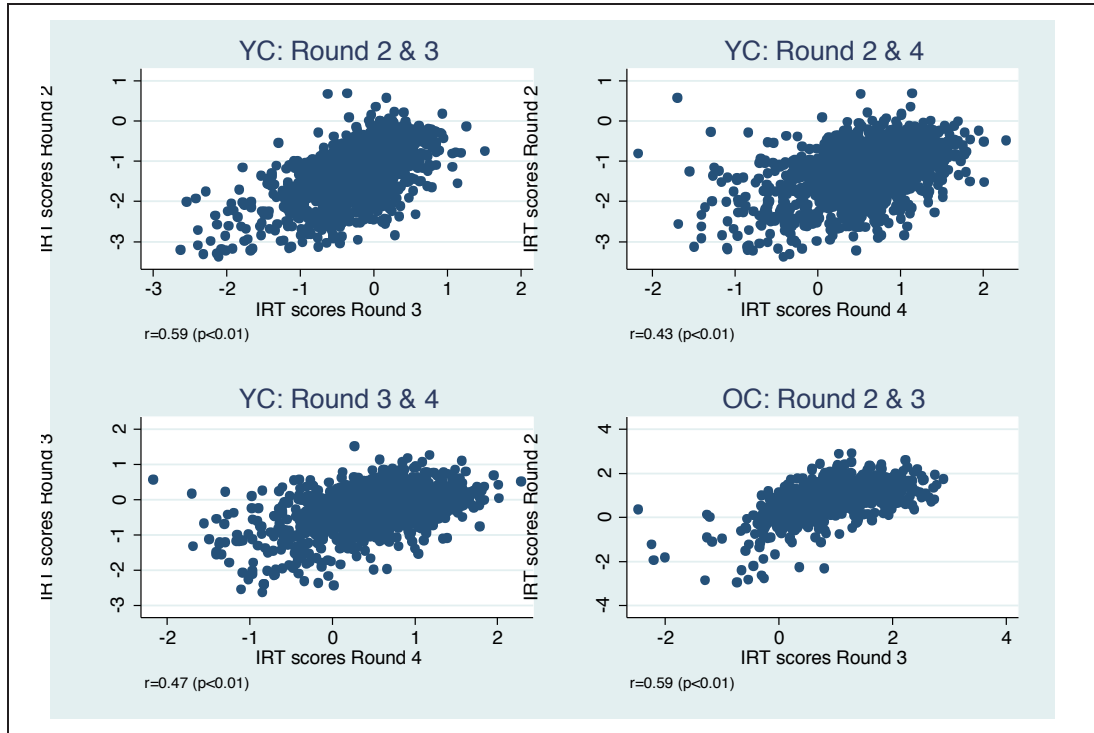 YC: Round 2 & 3
IRT scores Round 2
1
0
-1
-2
-3
-3 -2 -1 0 1 2
IRT scores Round 3
r=0.59 (p<0.01)
YC: Round 2 & 4
IRT scores Round 2
1
0
-1
-2
-3
-2 -1 0 1 2
IRT scores Round 4
r=0.43 (p<0.01)
YC: Round 3 & 4
IRT scores Round 3
2
1
0
-1
-2
-3
-2 -1 0 1 2
IRT scores Round 4
r=0.47 (p<0.01)
OC: Round 2 & 3
IRT scores Round 2
4
2
0
-2
-4
-2 0 2 4
IRT scores Round 3
r=0.59 (p<0.01)